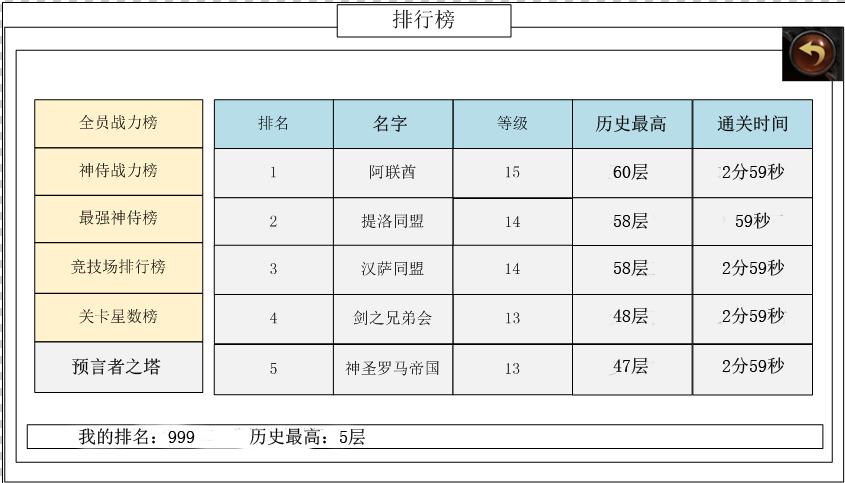 排行榜
全员战力榜
神侍战力榜
最强神侍榜
竞技场排行榜
关卡星数榜
预言者之塔
排名 名字 等级 历史最高 通关时间
1 阿联酋 15 60层 2分59秒
2 提洛同盟 14 58层 59秒
3 汉萨同盟 14 58层 2分59秒
4 剑之兄弟会 13 48层 2分59秒
5 神圣罗马帝国 13 47层 2分59秒
我的排名：999 历史最高：5层